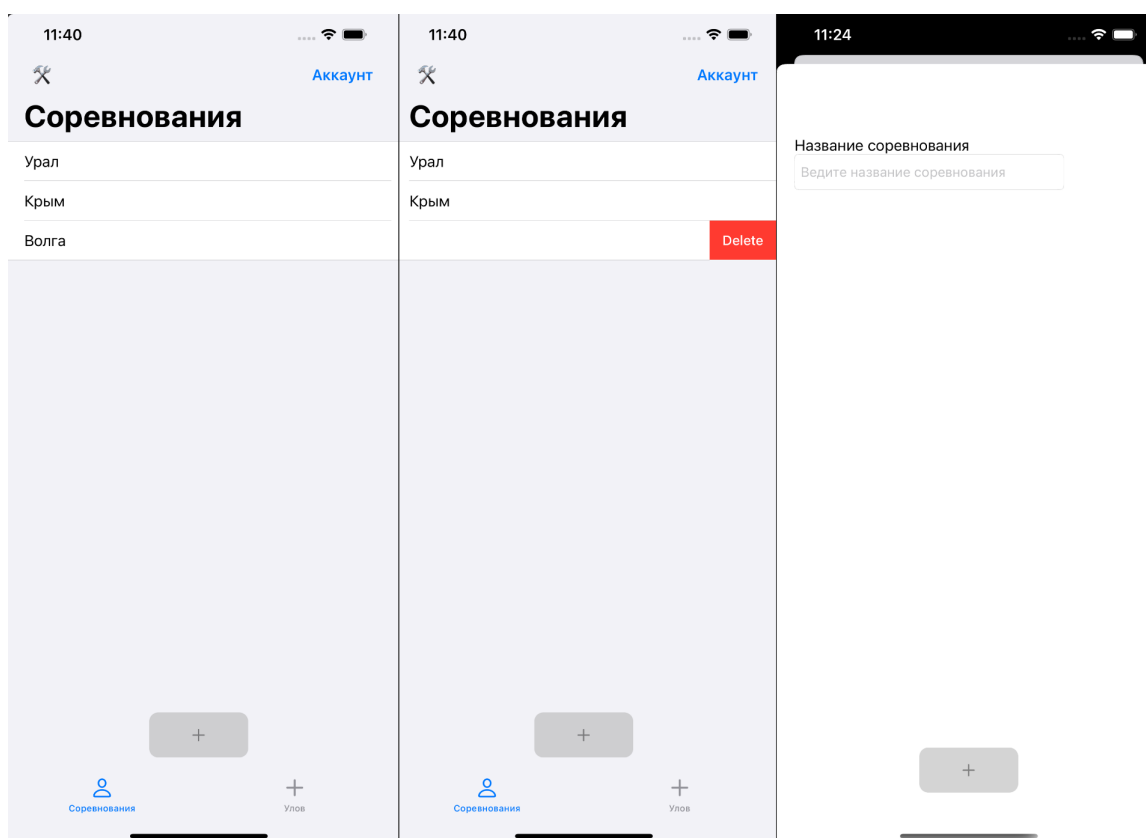 11:40
Аккаунт
Соревнования
Урал
Крым
Волга
+
Соревнования
Улов
11:40
Аккаунт
Соревнования
Урал
Крым
Delete
+
Соревнования
Улов
11:24
Название соревнования
Ведите название соревнования
+